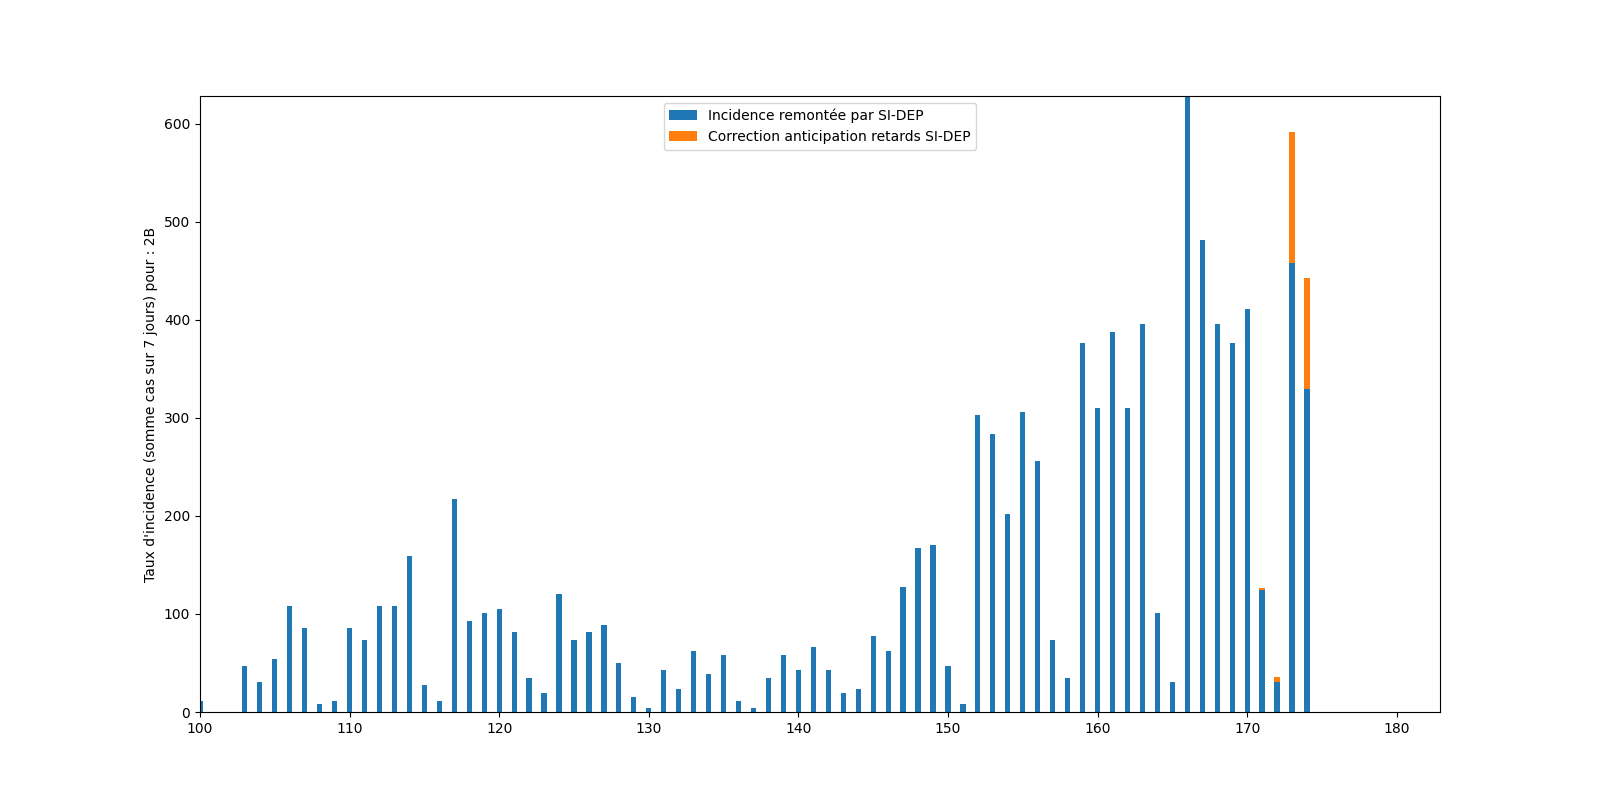 Incidence remontée par SI-DEP
Correction anticipation retards SI-DEP
Taux d'incidence (somme cas sur 7 jours) pour : 2B
600
500
400
300
200
100
0
100 110 120 130 140 150 160 170 180